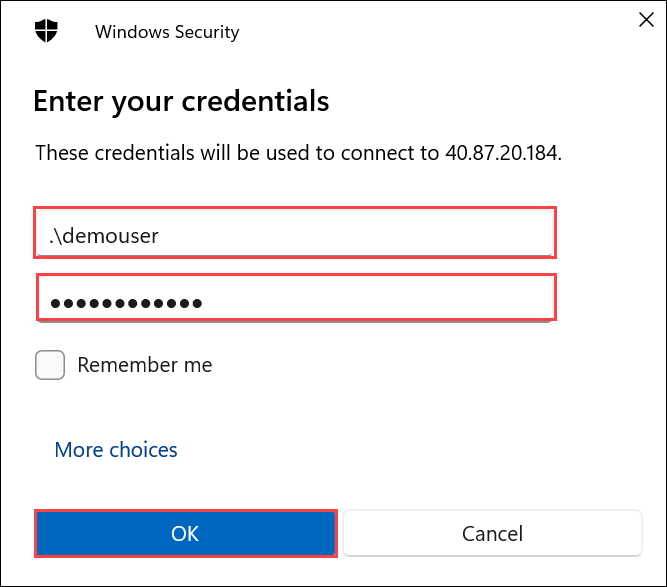 Windows Security
Enter your credentials
These credentials will be used to connect to 40.87.20.184.
.\demouser
●●●●●●●●●●●●
Remember me
More choices
OK
Cancel